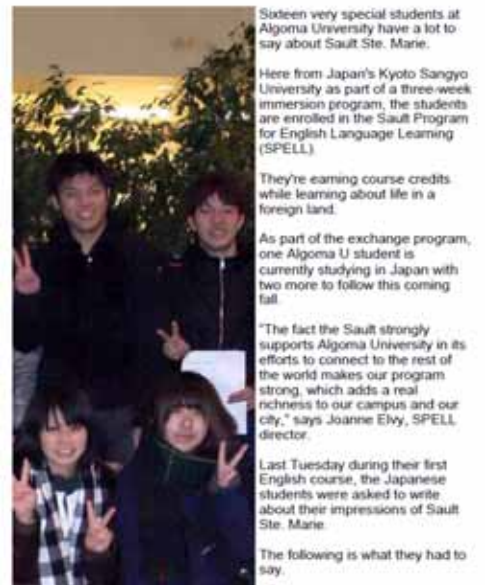 Sixteen very special students at
Algoma University have a lot to
say about Sault Ste. Marie.
Here from Japan's Kyoto Sangyo
University as part of a three-week
immersion program, the students
are enrolled in the Sault Program
for English Language Learning
(SPELL).
They're earning course credits
while learning about life in a
foreign land.
As part of the exchange program,
one Algoma U student is
currently studying in Japan with
two more to follow this coming
fall.
"The fact the Sault strongly
supports Algoma University in its
efforts to connect to the rest of
the world makes our program
strong, which adds a real
richness to our campus and our
city," says Joanne Elvy, SPELL
director.
Last Tuesday during their first
English course, the Japanese
students were asked to write
about their impressions of Sault
Ste. Marie.
The following is what they had to
say.